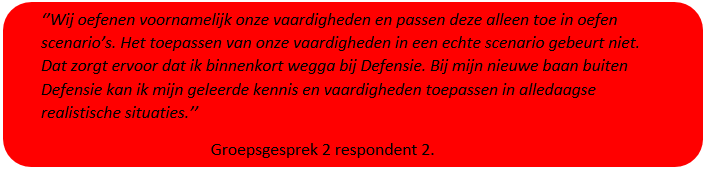 “Wij oefenen voornamelijk onze vaardigheden en passen deze alleen toe in oefen
scenario’s. Het toepassen van onze vaardigheden in een echte scenario gebeurt niet.
Dat zorgt ervoor dat ik binnenkort wegga bij Defensie. Bij mijn nieuwe baan buiten
Defensie kan ik mijn geleerde kennis en vaardigheden toepassen in alledaagse
realistische situaties.”
Groepsgesprek 2 respondent 2.